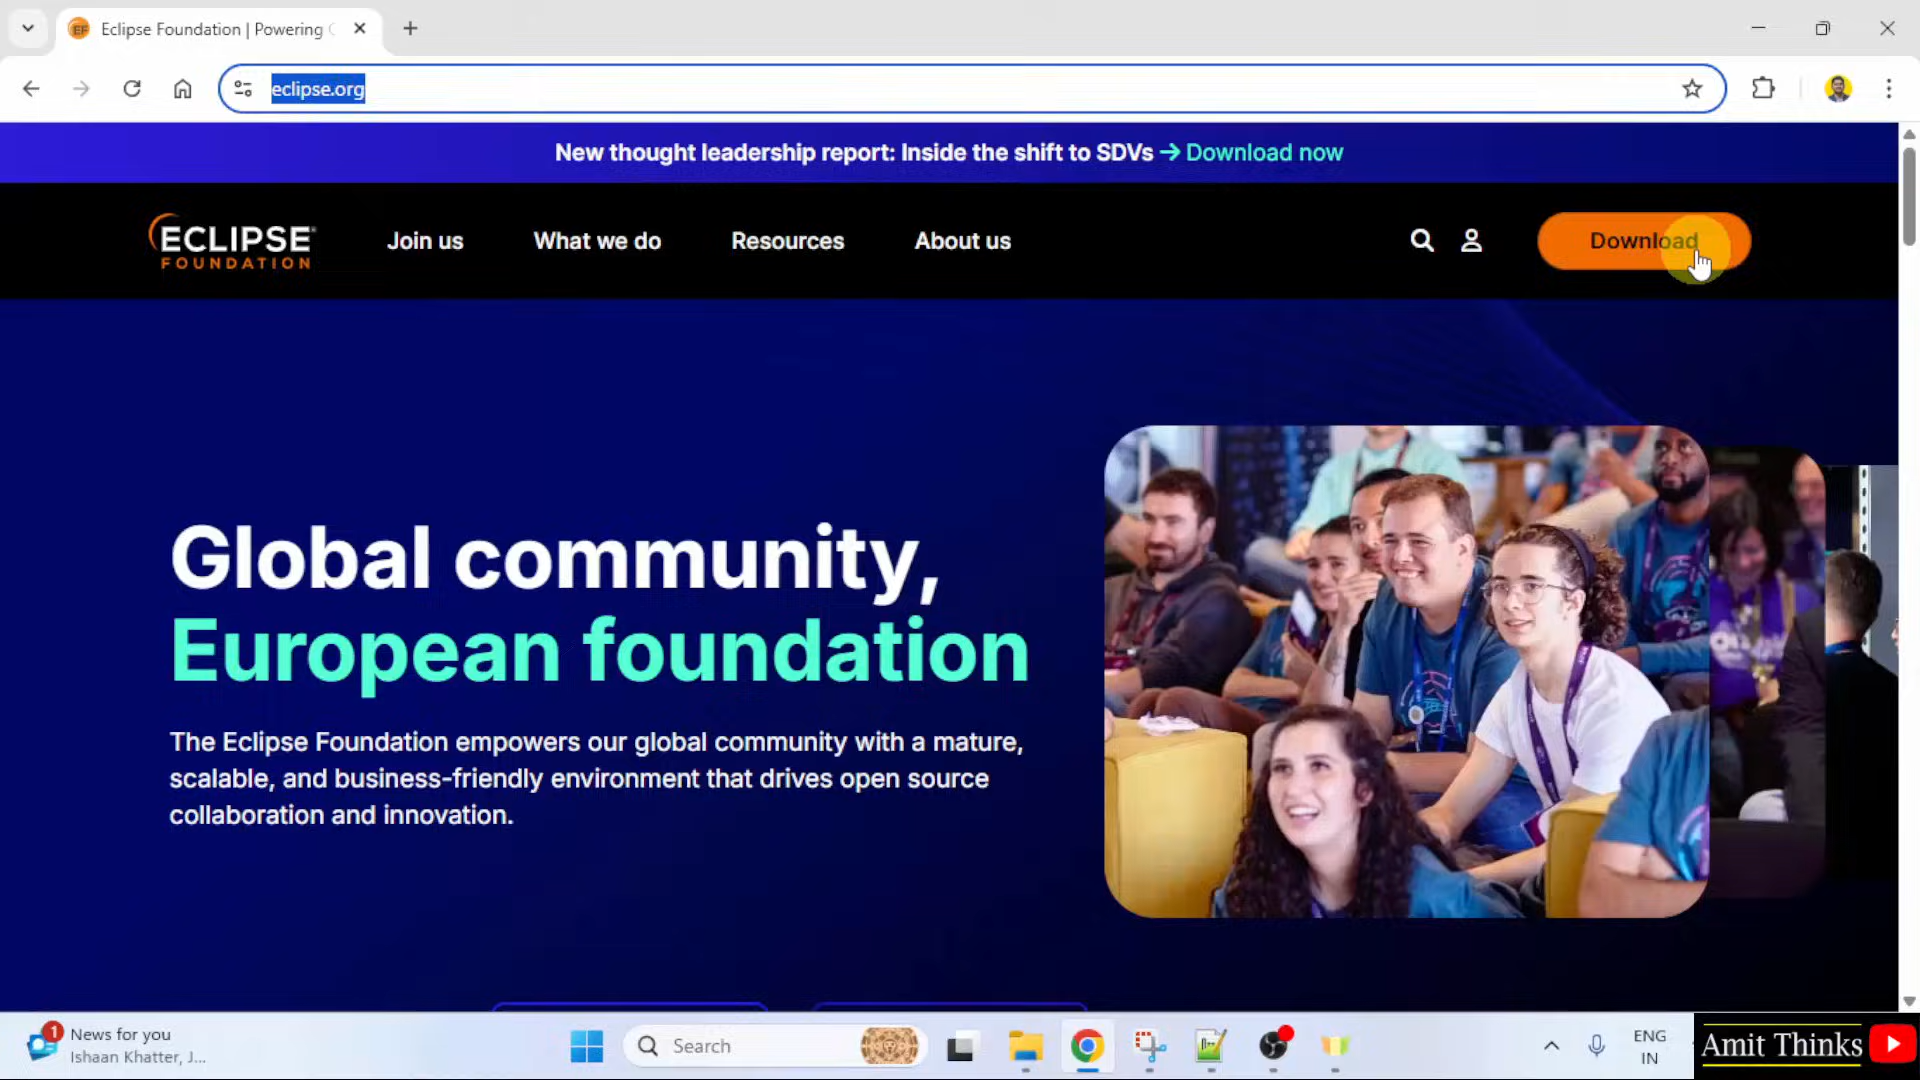 Eclipse Foundation | Powering
eclipse.org
New thought leadership report: Inside the shift to SDVs → Download now
ECLIPSE
FOUNDATION
Join us
What we do
Resources
About us
Download
Global community,
European foundation
The Eclipse Foundation empowers our global community with a mature,
scalable, and business-friendly environment that drives open source
collaboration and innovation.
1
News for you
Ishaan Khatter, J...
Search
ENG
IN
Amit Thinks